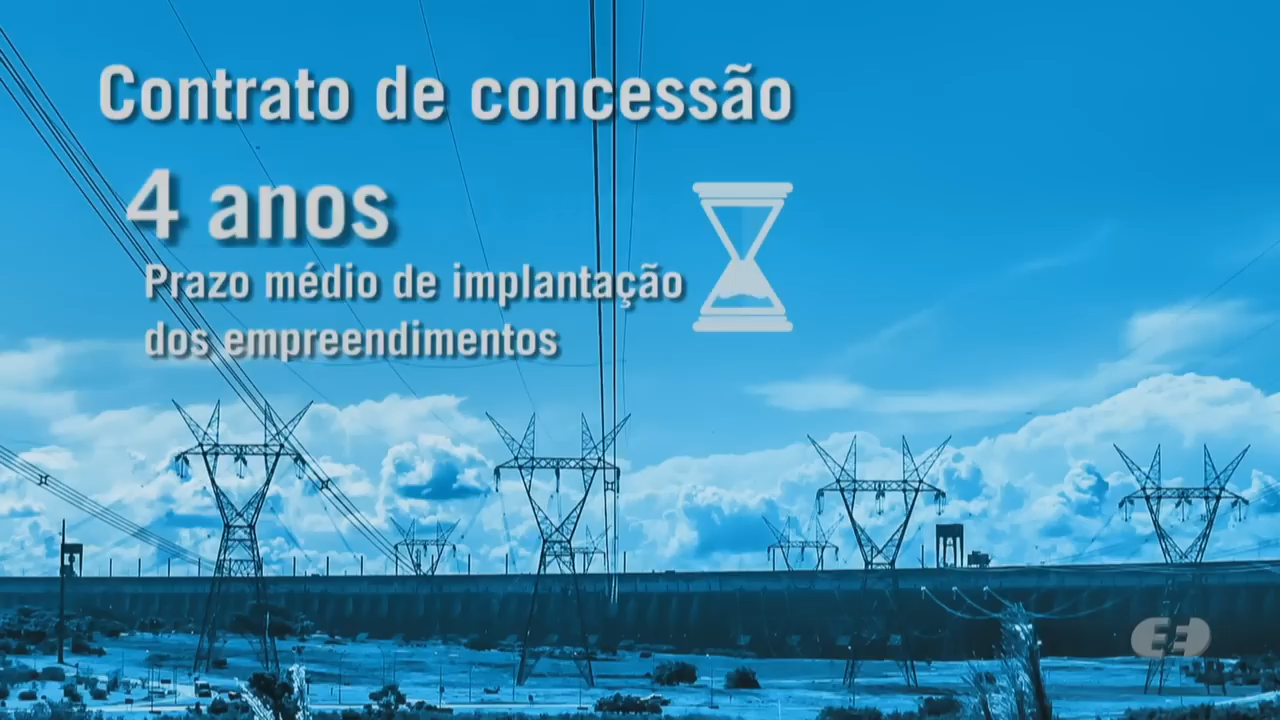 Contrato de concessão
4 anos
Prazo médio de implantação
dos empreendimentos